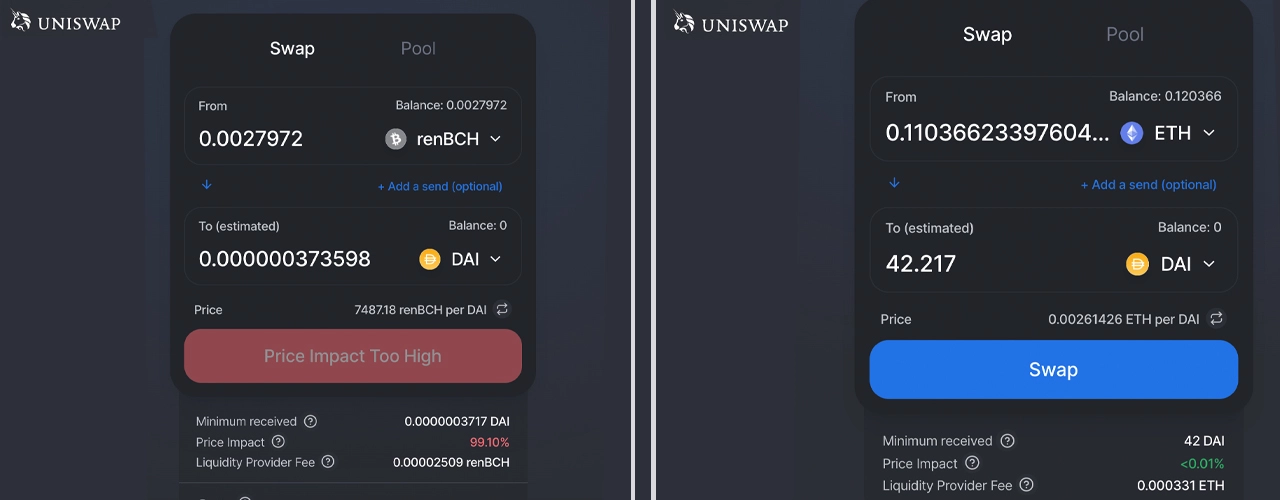 UNISWAP
Swap Pool
From Balance: 0.0027972
0.0027972 renBCH
+ Add a send (optional)
To (estimated) Balance: 0
0.000000373598 DAI
Price 7487.18 renBCH per DAI
Price Impact Too High
Minimum received ? 0.0000003717 DAI
Price Impact ? 99.10%
Liquidity Provider Fee ? 0.00002509 renBCH
UNISWAP
Swap Pool
From Balance: 0.120366
0.11036623397604... ETH
+ Add a send (optional)
To (estimated) Balance: 0
42.217 DAI
Price 0.00261426 ETH per DAI
Swap
Minimum received ? 42 DAI
Price Impact ? <0.01%
Liquidity Provider Fee ? 0.000331 ETH